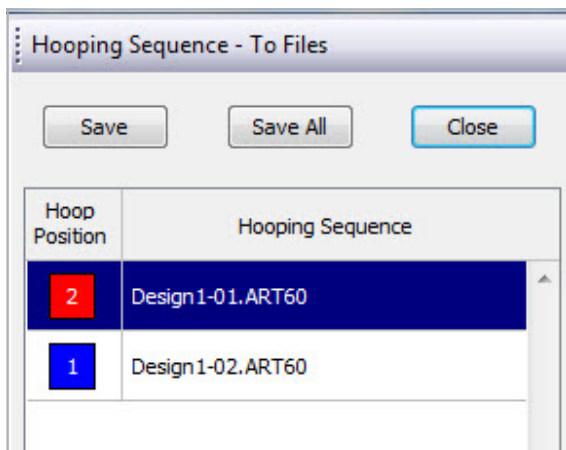 Hooping Sequence - To Files
Save Save All Close
Hoop
Position
Hooping Sequence
2 Design1-01.ART60
1 Design1-02.ART60